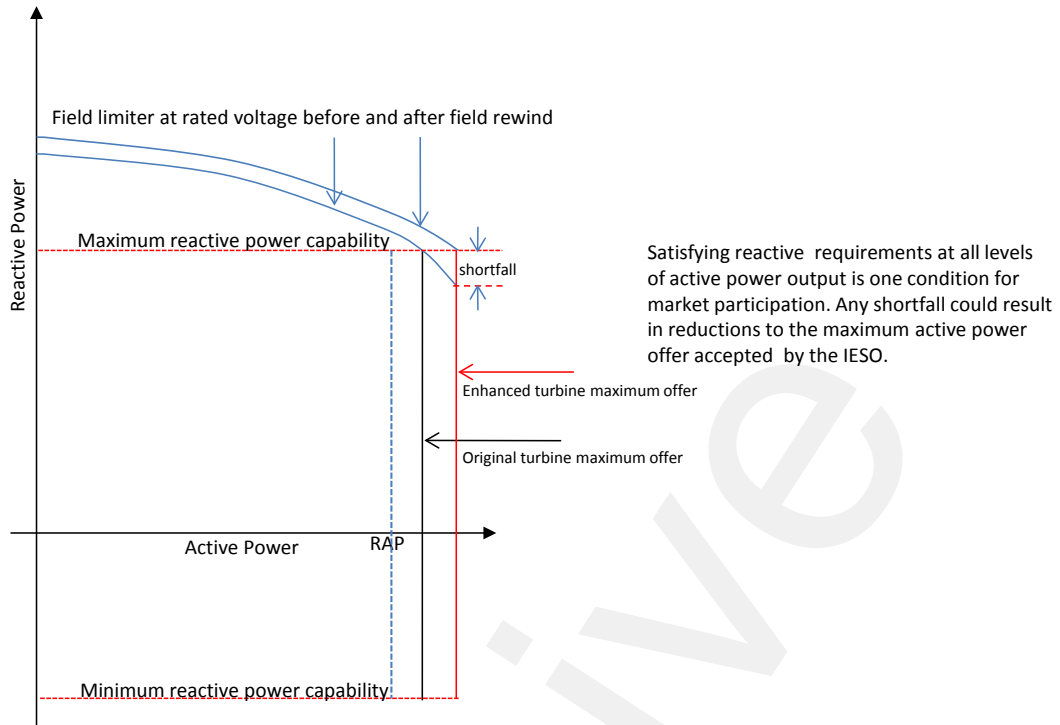 Field limiter at rated voltage before and after field rewind
Reactive Power
Maximum reactive power capability
shortfall
Satisfying reactive requirements at all levels
of active power output is one condition for
market participation. Any shortfall could result
in reductions to the maximum active power
offer accepted by the IESO.
Enhanced turbine maximum offer
Original turbine maximum offer
Active Power
RAP
Minimum reactive power capability
ive